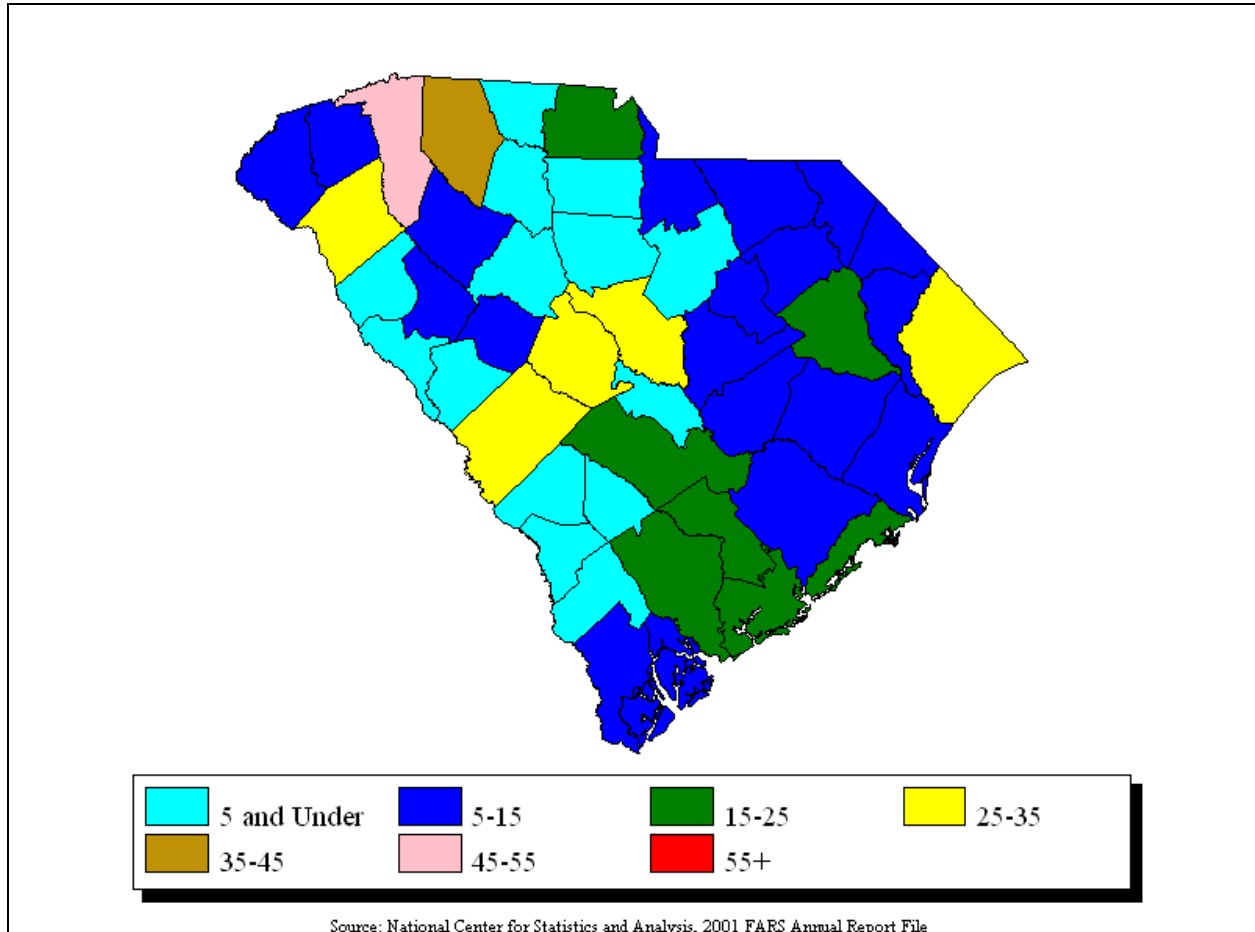 5 and Under 5-15 15-25 25-35
35-45 45-55 55+
Source: National Center for Statistics and Analysis, 2001 FARS Annual Report File